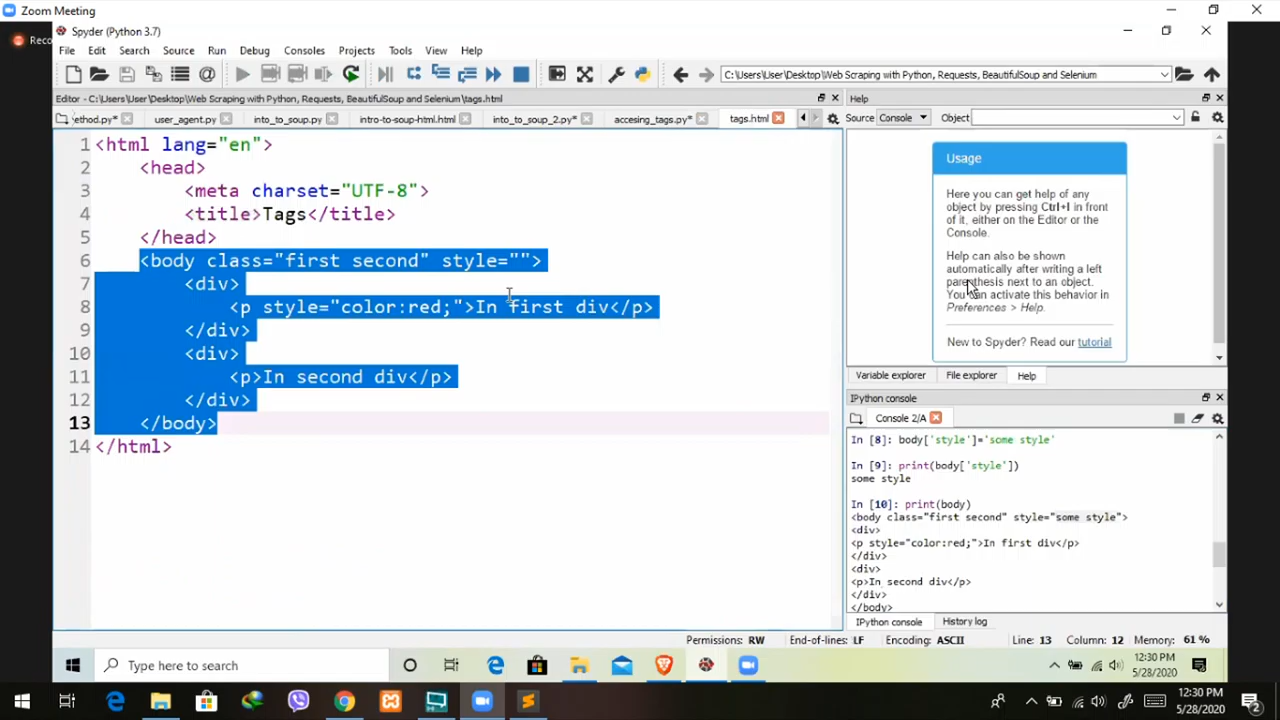 Zoom Meeting
Reco
Spyder (Python 3.7)
File Edit Search Source Run Debug Consoles Projects Tools View Help
C:\Users\User\Desktop\Web Scraping with Python, Requests, BeautifulSoup and Selenium
Editor - C:\Users\User\Desktop\Web Scraping with Python, Requests, BeautifulSoup and Selenium\tags.html
ethod.py* user_agent.py into_to_soup.py intro-to-soup-html.html into_to_soup_2.py* accesing_tags.py* tags.html
1 <html lang="en">
2 <head>
3 <meta charset="UTF-8">
4 <title>Tags</title>
5 </head>
6 <body class="first second" style="">
7 <div>
8 <p style="color:red;">In first div</p>
9 </div>
10 <div>
11 <p>In second div</p>
12 </div>
13 </body>
14 </html>
Help
Source Console Object
Usage
Here you can get help of any
object by pressing Ctrl+I in front
of it, either on the Editor or the
Console.
Help can also be shown
automatically after writing a left
parenthesis next to an object.
You can activate this behavior in
Preferences > Help.
New to Spyder? Read our tutorial
Variable explorer File explorer Help
IPython console
Console 2/A
In [8]: body['style']='some style'
In [9]: print(body['style'])
some style
In [10]: print(body)
<body class="first second" style="some style">
<div>
<p style="color:red;">In first div</p>
</div>
<div>
<p>In second div</p>
</div>
</body>
IPython console History log
Permissions: RW End-of-lines: LF Encoding: ASCII Line: 13 Column: 12 Memory: 61 %
Type here to search
12:30 PM
5/28/2020
12:30 PM
5/28/2020
2